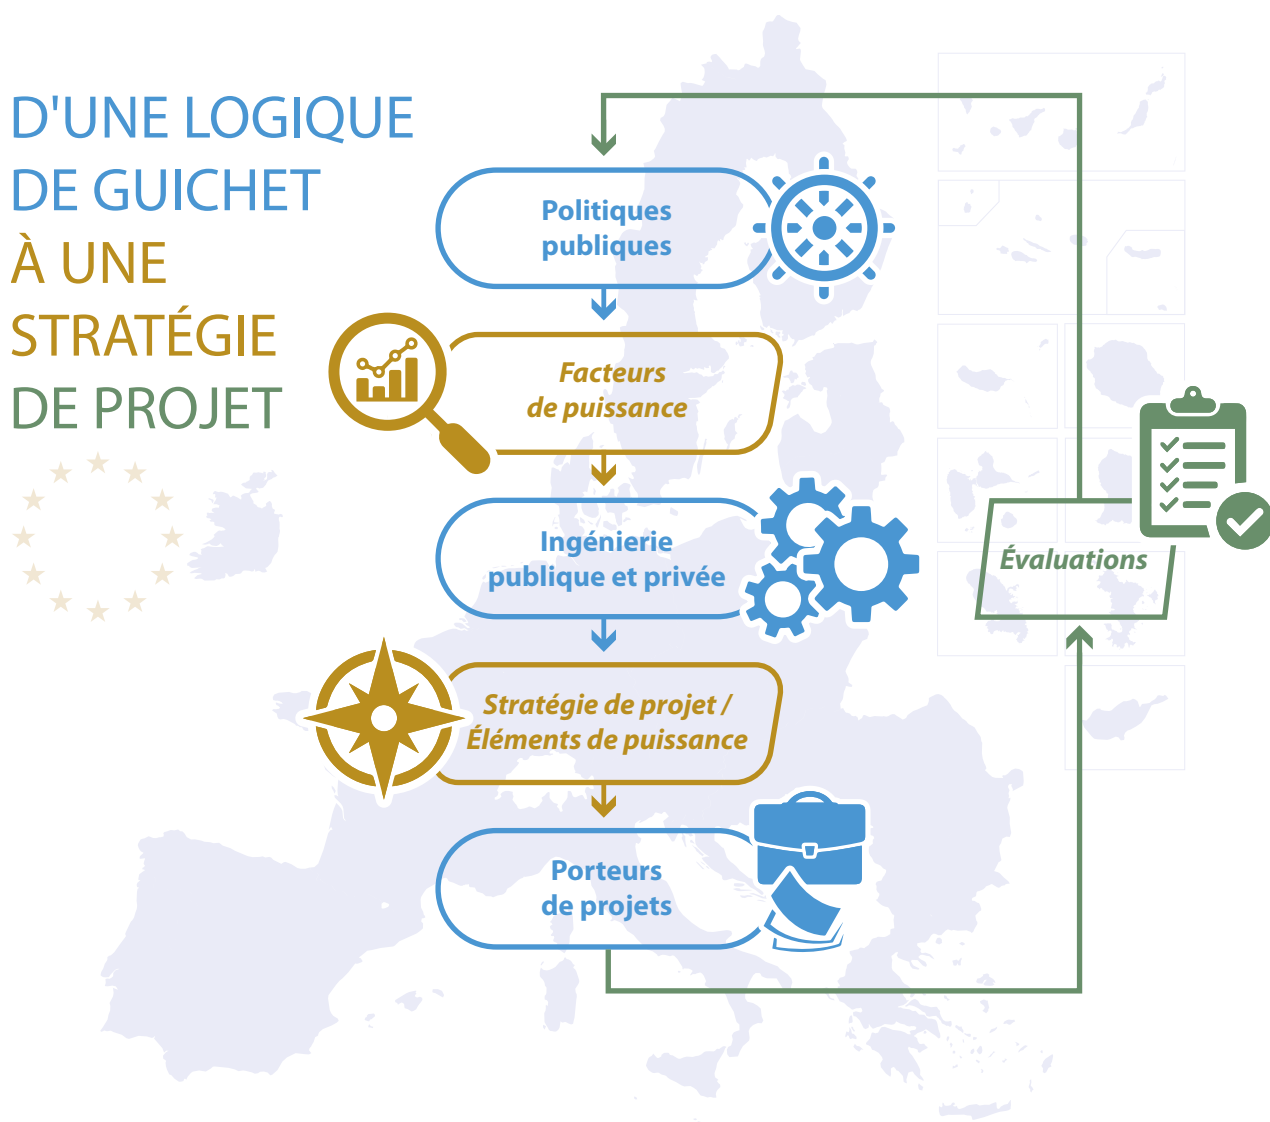 D'UNE LOGIQUE
DE GUICHET
À UNE
STRATÉGIE
DE PROJET
Politiques
publiques
Facteurs
de puissance
Ingénierie
publique et privée
Stratégie de projet /
Éléments de puissance
Porteurs
de projets
Évaluations